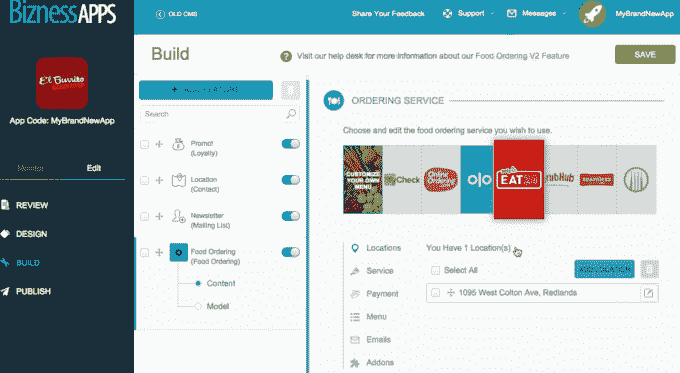 BIZNESSAPPS
OLD CMS
Share Your Feedback
Support
Messages
MyBrandNewApp
Build
Visit our help desk for more information about our Food Ordering V2 Feature
SAVE
El Burrito
App Code: MyBrandNewApp
Edit
REVIEW
DESIGN
BUILD
PUBLISH
Search
Promo!
(Loyalty)
Location
(Contact)
Newsletter
(Mailing List)
Food Ordering
(Food Ordering)
Content
Model
ORDERING SERVICE
Choose and edit the food ordering service you wish to use.
CUSTOMIZE
YOUR OWN
MENU
Check
olo
EAT24
rubHub
Locations
Service
Payment
Menu
Emails
Addons
You Have 1 Location(s)
Select All
1095 West Colton Ave, Redlands